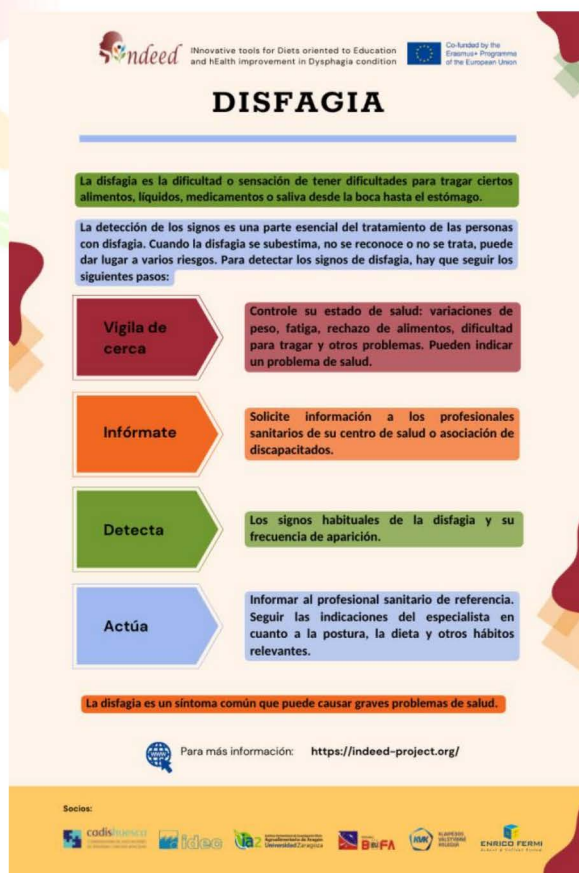 indeed
INnovative tools for Diets oriented to Education
and hEalth improvement in Dysphagia condition
Co-funded by the
Erasmus+ Programme
of the European Union
DISFAGIA
La disfagia es la dificultad o sensación de tener dificultades para tragar ciertos
alimentos, líquidos, medicamentos o saliva desde la boca hasta el estómago.
La detección de los signos es una parte esencial del tratamiento de las personas
con disfagia. Cuando la disfagia se subestima, no se reconoce o no se trata, puede
dar lugar a varios riesgos. Para detectar los signos de disfagia, hay que seguir los
siguientes pasos:
Vigila de
cerca
Controle su estado de salud: variaciones de
peso, fatiga, rechazo de alimentos, dificultad
para tragar y otros problemas. Pueden indicar
un problema de salud.
Infórmate
Solicite información a los profesionales
sanitarios de su centro de salud o asociación de
discapacitados.
Detecta
Los signos habituales de la disfagia y su
frecuencia de aparición.
Actúa
Informar al profesional sanitario de referencia.
Seguir las indicaciones del especialista en
cuanto a la postura, la dieta y otros hábitos
relevantes.
La disfagia es un síntoma común que puede causar graves problemas de salud.
WWW
Para más información: https://indeed-project.org/
Socios:
cadishuesca
idec
ia2
Universidad Zaragoza
BeFA
KVK
KLAIPĖDOS
VALSTYBINĖ
KOLEGIJA
ENRICO FERMI